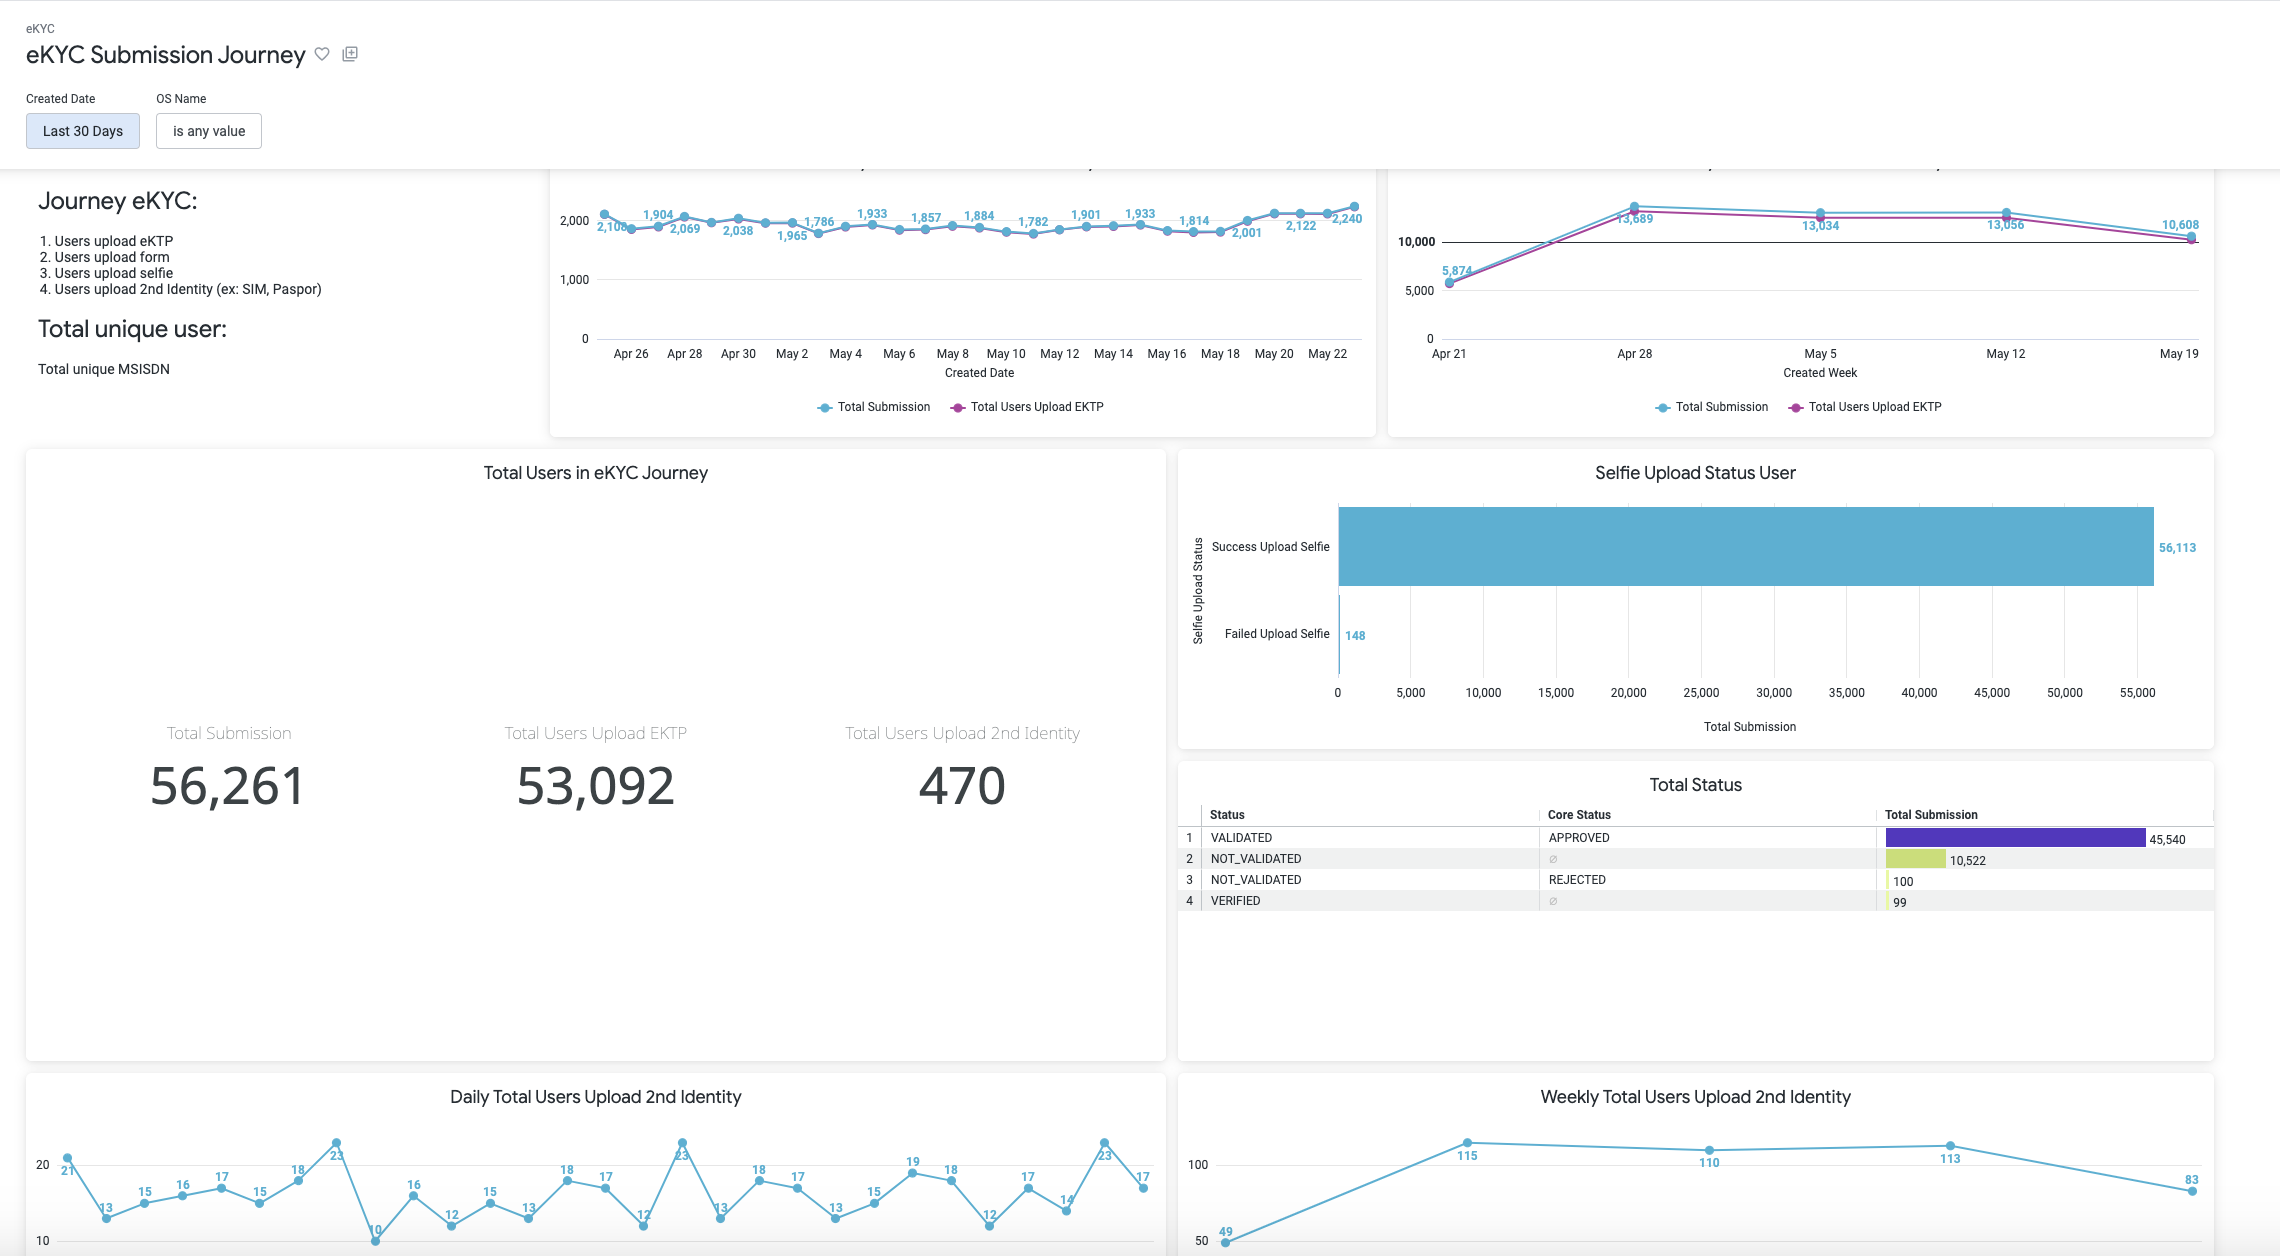 eKYC
eKYC Submission Journey
Created Date
OS Name
Last 30 Days
is any value
Journey eKYC:
1. Users upload eKTP
2. Users upload form
3. Users upload selfie
4. Users upload 2nd Identity (ex: SIM, Paspor)
Total unique user:
Total unique MSISDN
2,000
1,000
0
2,108
1,904
2,069
2,038
1,965
1,786
1,933
1,857
1,884
1,782
1,901
1,933
1,814
2,001
2,122
2,240
Apr 26
Apr 28
Apr 30
May 2
May 4
May 6
May 8
May 10
May 12
May 14
May 16
May 18
May 20
May 22
Created Date
Total Submission
Total Users Upload EKTP
10,000
5,000
0
5,874
13,689
13,034
13,056
10,608
Apr 21
Apr 28
May 5
May 12
May 19
Created Week
Total Submission
Total Users Upload EKTP
Total Users in eKYC Journey
Total Submission
56,261
Total Users Upload EKTP
53,092
Total Users Upload 2nd Identity
470
Selfie Upload Status User
Selfie Upload Status
Success Upload Selfie
56,113
Failed Upload Selfie
148
0
5,000
10,000
15,000
20,000
25,000
30,000
35,000
40,000
45,000
50,000
55,000
Total Submission
Total Status
Status Core Status Total Submission
1 VALIDATED APPROVED 45,540
2 NOT_VALIDATED ∅ 10,522
3 NOT_VALIDATED REJECTED 100
4 VERIFIED ∅ 99
Daily Total Users Upload 2nd Identity
20
10
21
13
15
16
17
15
18
23
10
16
12
15
13
18
17
12
23
13
18
17
13
15
19
18
12
17
14
23
17
Weekly Total Users Upload 2nd Identity
100
50
49
115
110
113
83